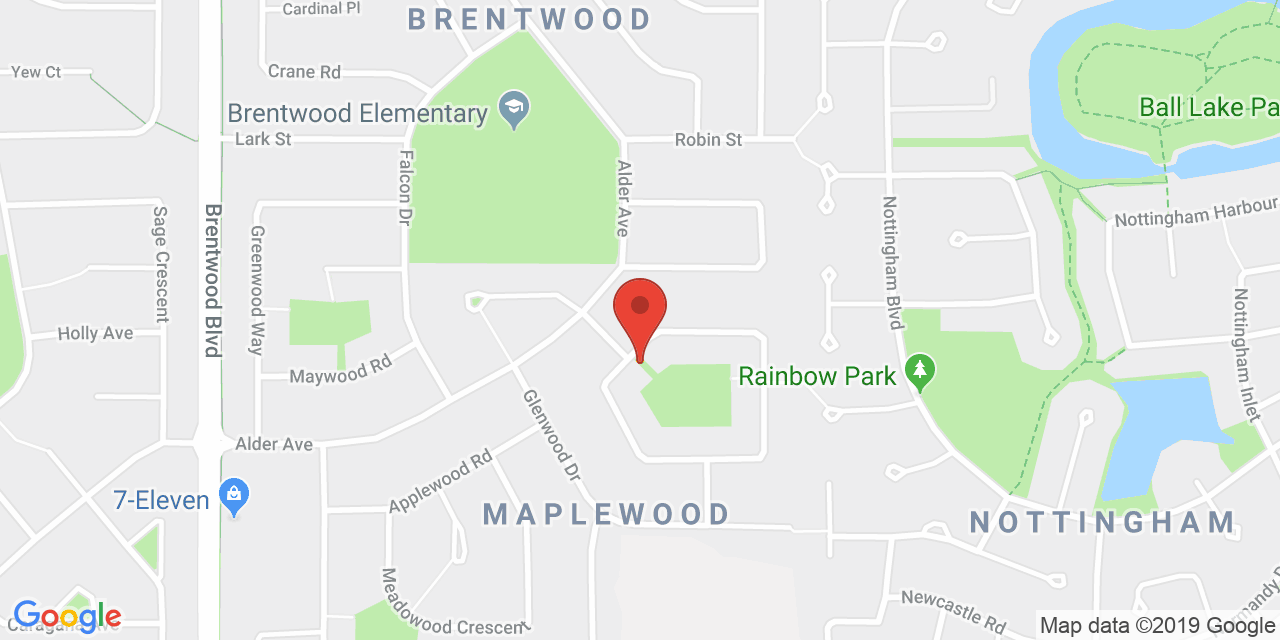 Cardinal Pl
BRENTWOOD
Yew Ct
Crane Rd
Brentwood Elementary
Ball Lake Pa
Lark St
Robin St
Falcon Dr
Alder Ave
Sage Crescent
Brentwood Blvd
Greenwood Way
Nottingham Blvd
Nottingham Harbour
Nottingham Inlet
Holly Ave
Maywood Rd
Rainbow Park
Glenwood Dr
Alder Ave
Applewood Rd
7-Eleven
MAPLEWOOD
NOTTINGHAM
Meadowood Crescent
Newcastle Rd
Google
Map data ©2019 Google